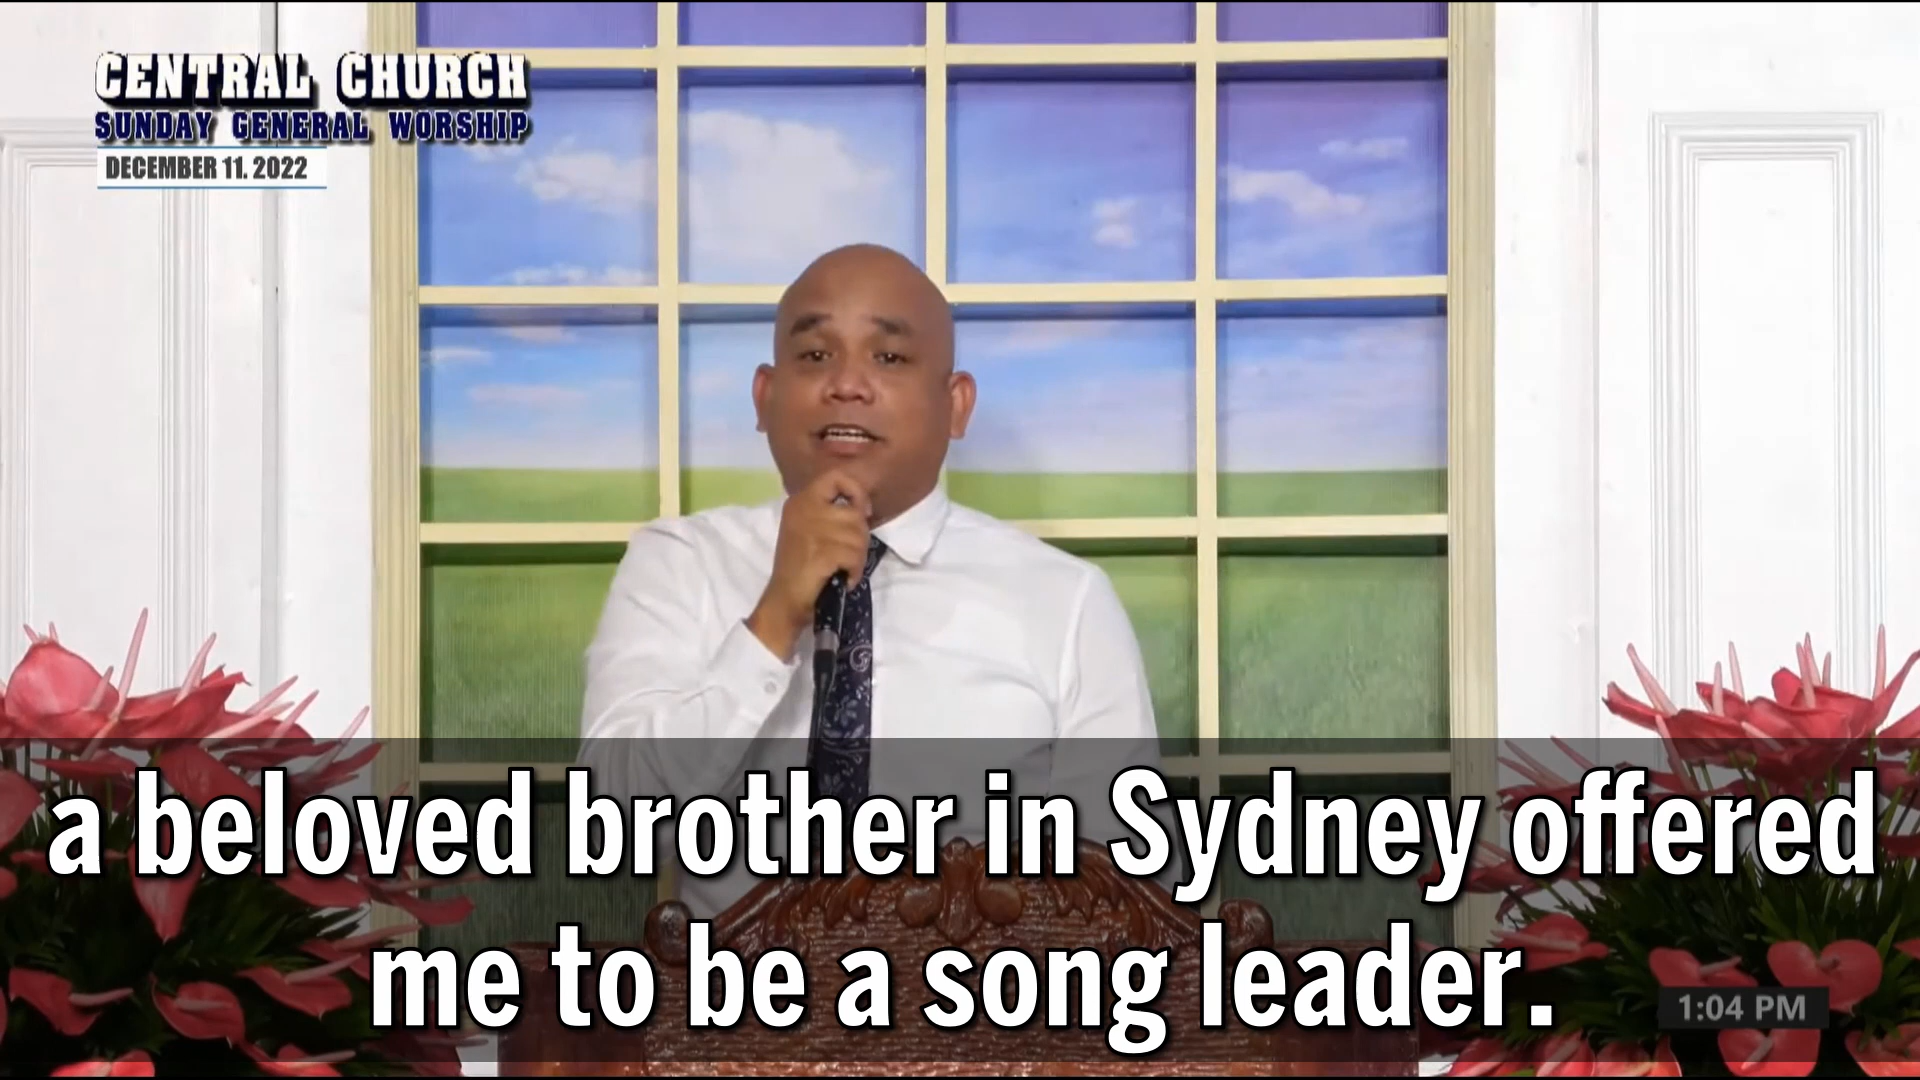 CENTRAL CHURCH
SUNDAY GENERAL WORSHIP
DECEMBER 11. 2022
a beloved brother in Sydney offered
me to be a song leader.
1:04 PM